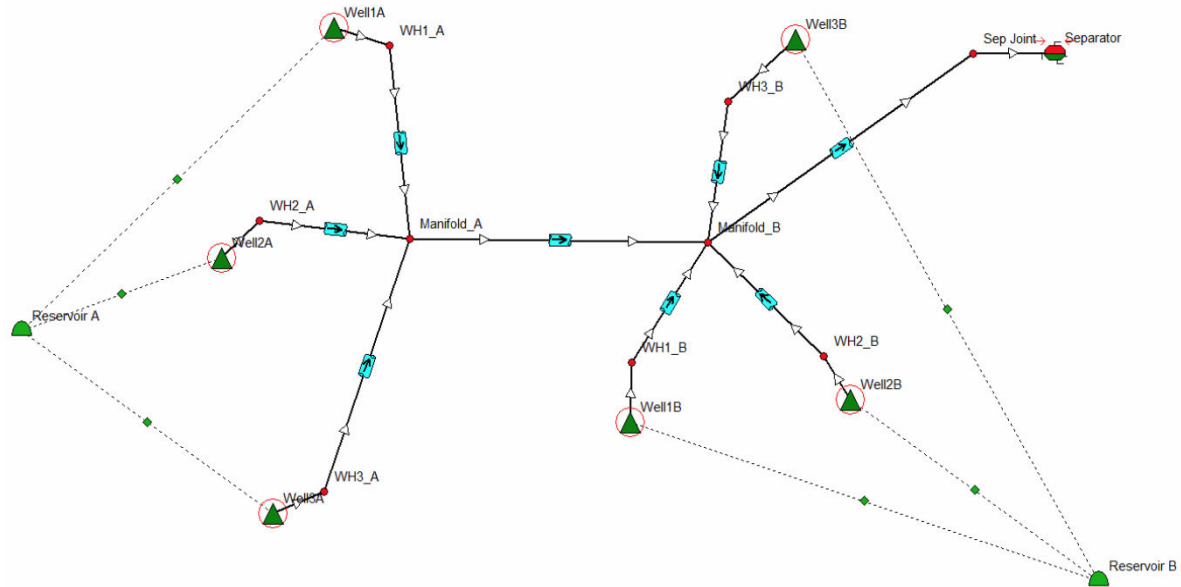 Well1A
WH1_A
Well3B
Sep Joint
Separator
WH3_B
WH2_A
Well2A
Manifold_A
Manifold_B
Reservoir A
WH1_B
WH2_B
Well2B
Well1B
WH3_A
Well3A
Reservoir B